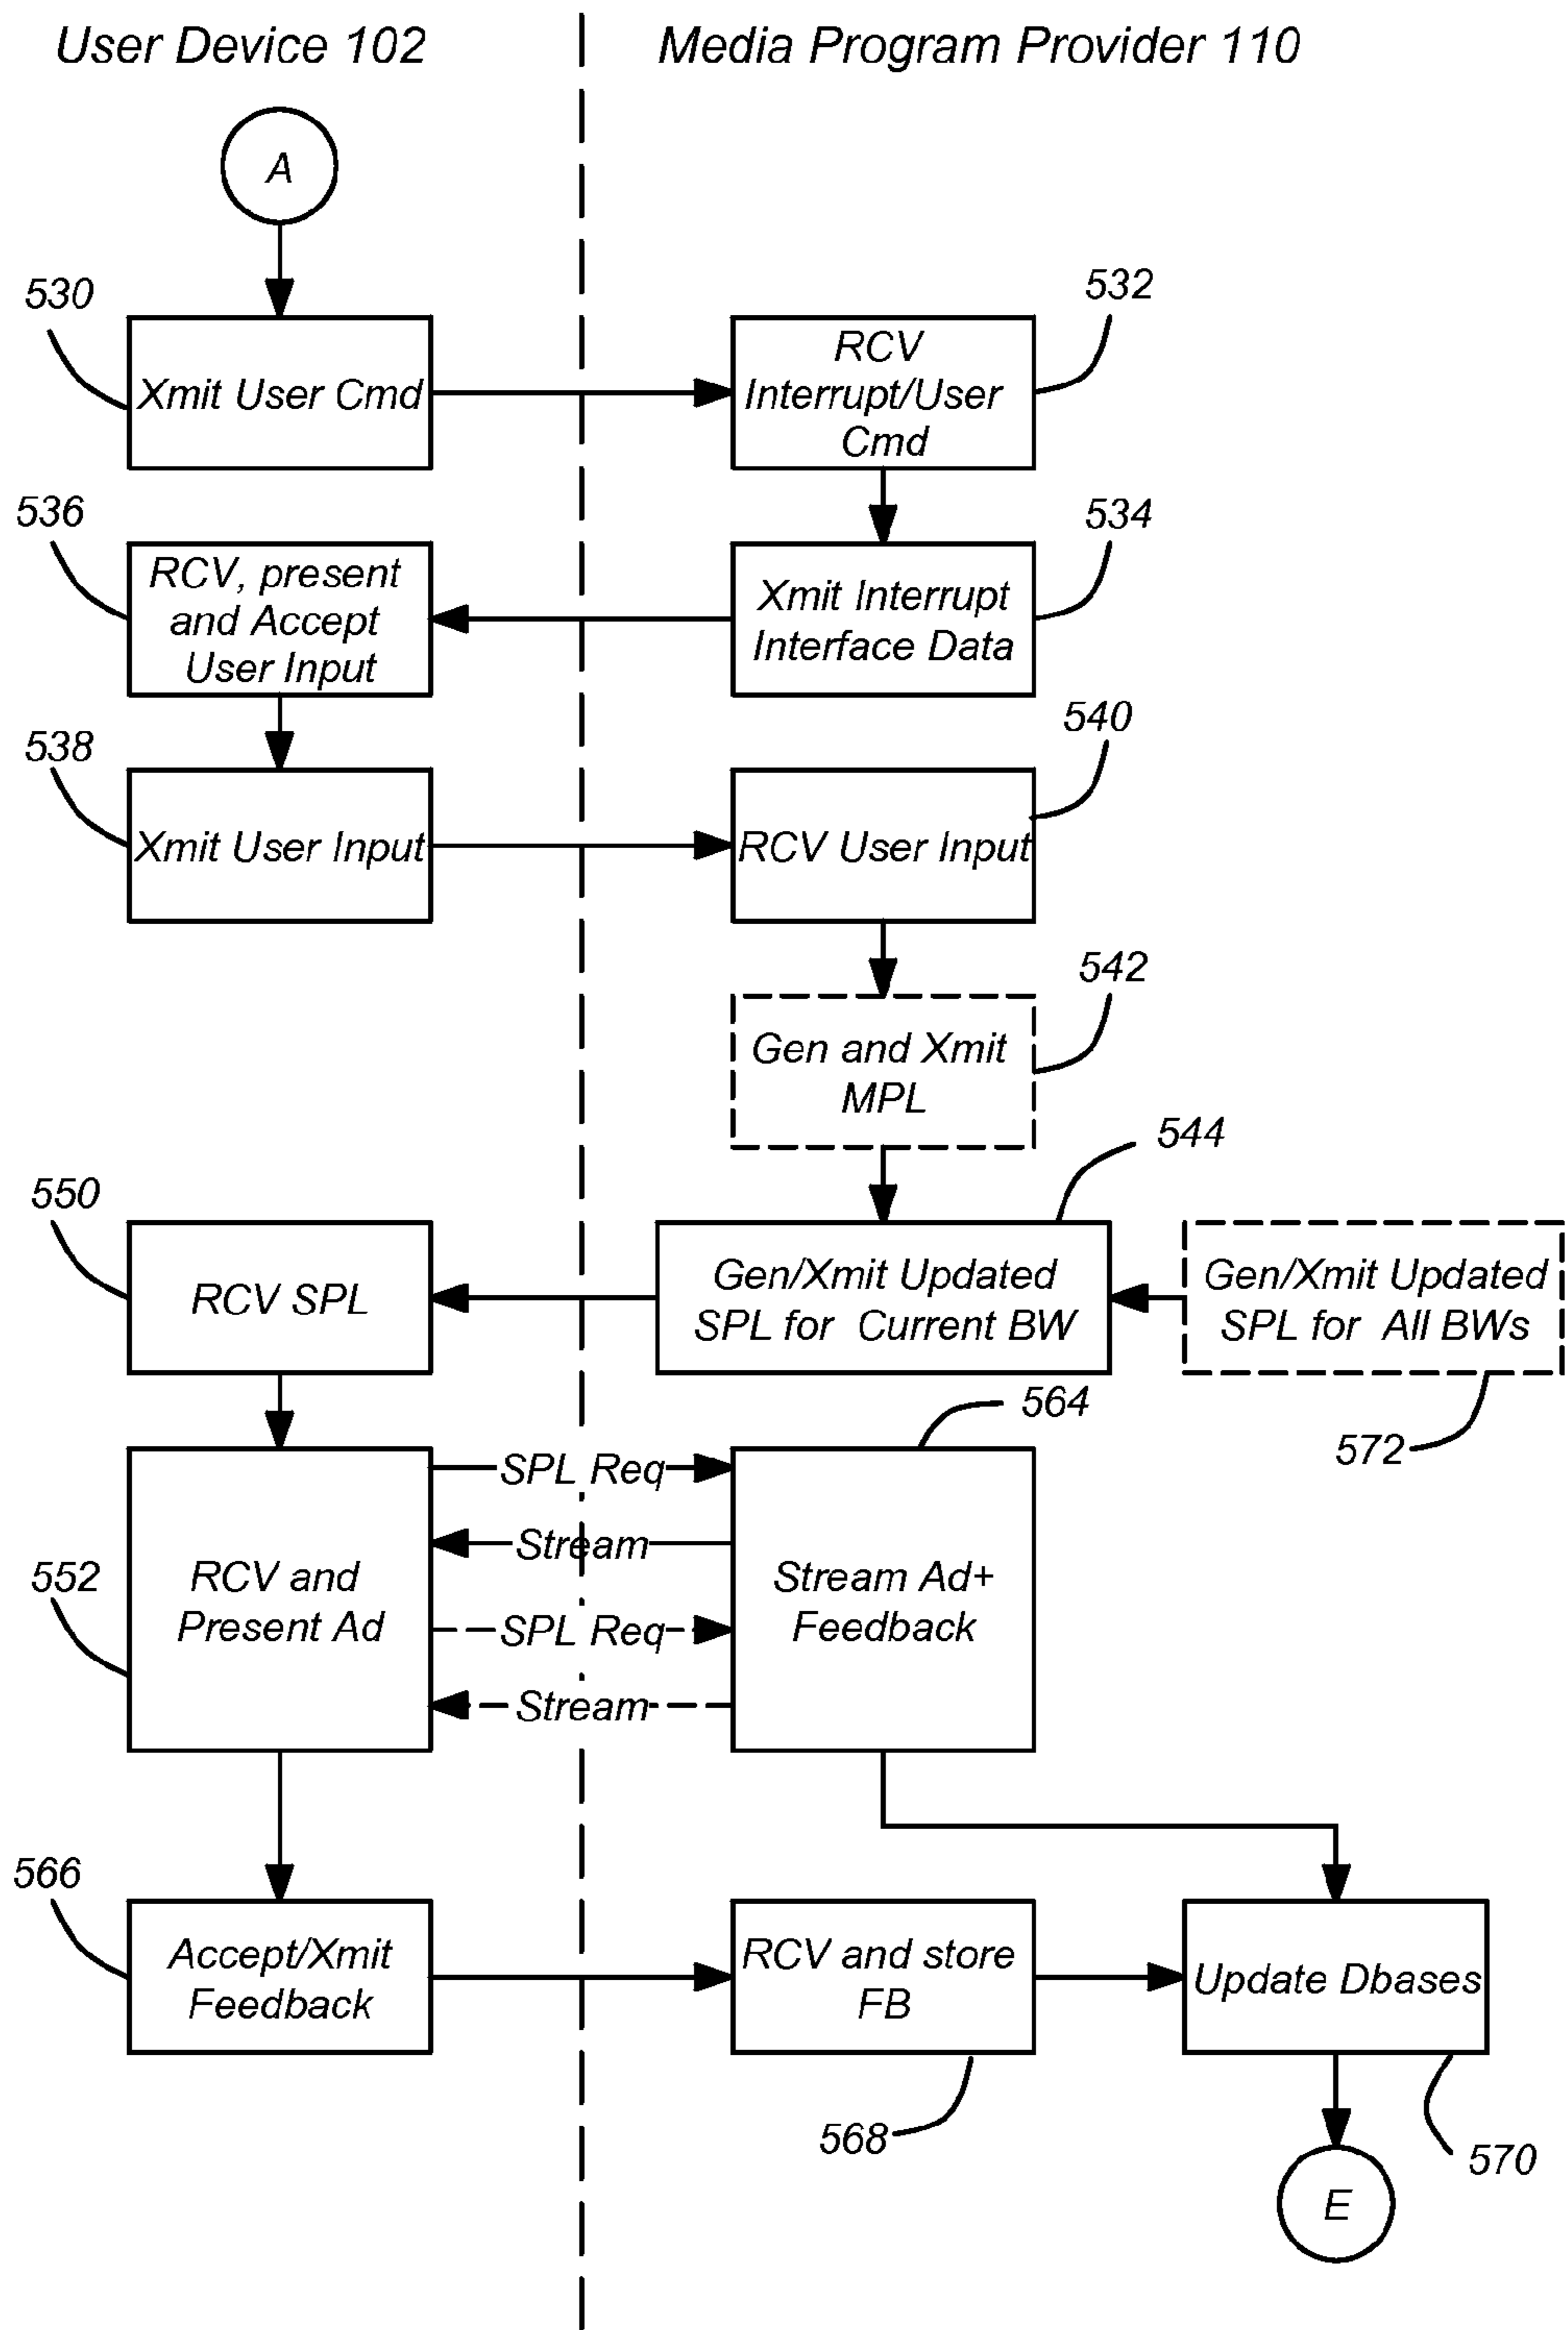 User Device 102
Media Program Provider 110
A
530
532
Xmit User Cmd
RCV
Interrupt/User
Cmd
536
534
RCV, present
and Accept
User Input
Xmit Interrupt
Interface Data
538
540
Xmit User Input
RCV User Input
542
Gen and Xmit
MPL
544
550
RCV SPL
Gen/Xmit Updated
SPL for Current BW
Gen/Xmit Updated
SPL for All BWs
564
572
SPL Req
Stream
552
RCV and
Present Ad
Stream Ad+
Feedback
SPL Req
Stream
566
Accept/Xmit
Feedback
RCV and store
FB
Update Dbases
568
570
E